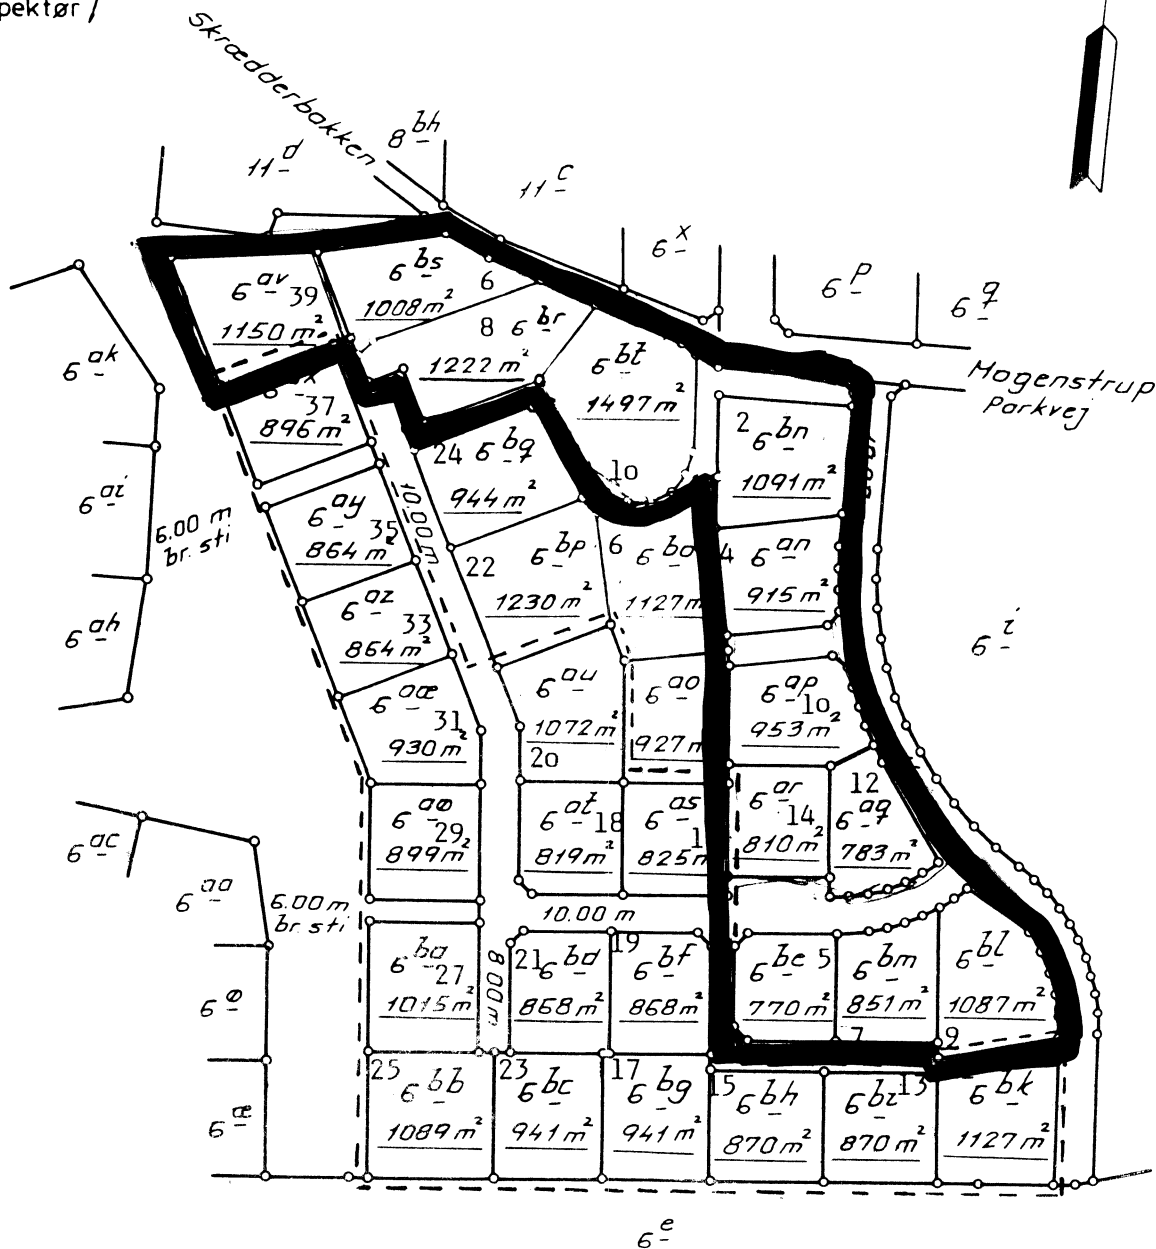 pektør /
Skrædderbakken
8 bh
11 d
11 c
6 x
6 p
6 q
Mogenstrup
Parkvej
6 bs
6
1008 m²
6 av 39
1150 m²
8 6 br
1222 m²
6 bt
1497 m²
10
6 ak
37
896 m²
2 6 bn
1091 m²
24 6 bq
944 m²
10.00 m
6 ai
6.00 m
br. sti
6 ay
35
864 m²
22
6 bp
1230 m²
6
1127 m²
4 6 an
915 m²
6 ah
6 az
33
864 m²
6 i
6 au
1072 m²
20
6 ao
927 m
6 ap
10
953 m²
6 aæ
31
930 m²
6 ac
6 aø
29
899 m²
6 at
18
819 m²
6 as
1
825 m
6 ar
14
810 m²
12
6 aq
783 m²
6 aa
6.00 m
br. sti
10.00 m
8.00 m
6 ba
27
1015 m²
21 6 bd
868 m²
19
6 bf
868 m²
6 be 5
770 m²
6 bm
851 m²
7
6 bl
1087 m²
9
6 ø
6 æ
25
6 bb
1089 m²
23
6 bc
941 m²
17
6 bg
941 m²
15
6 bh
870 m²
6 bi
13
870 m²
6 bk
1127 m²
6 e